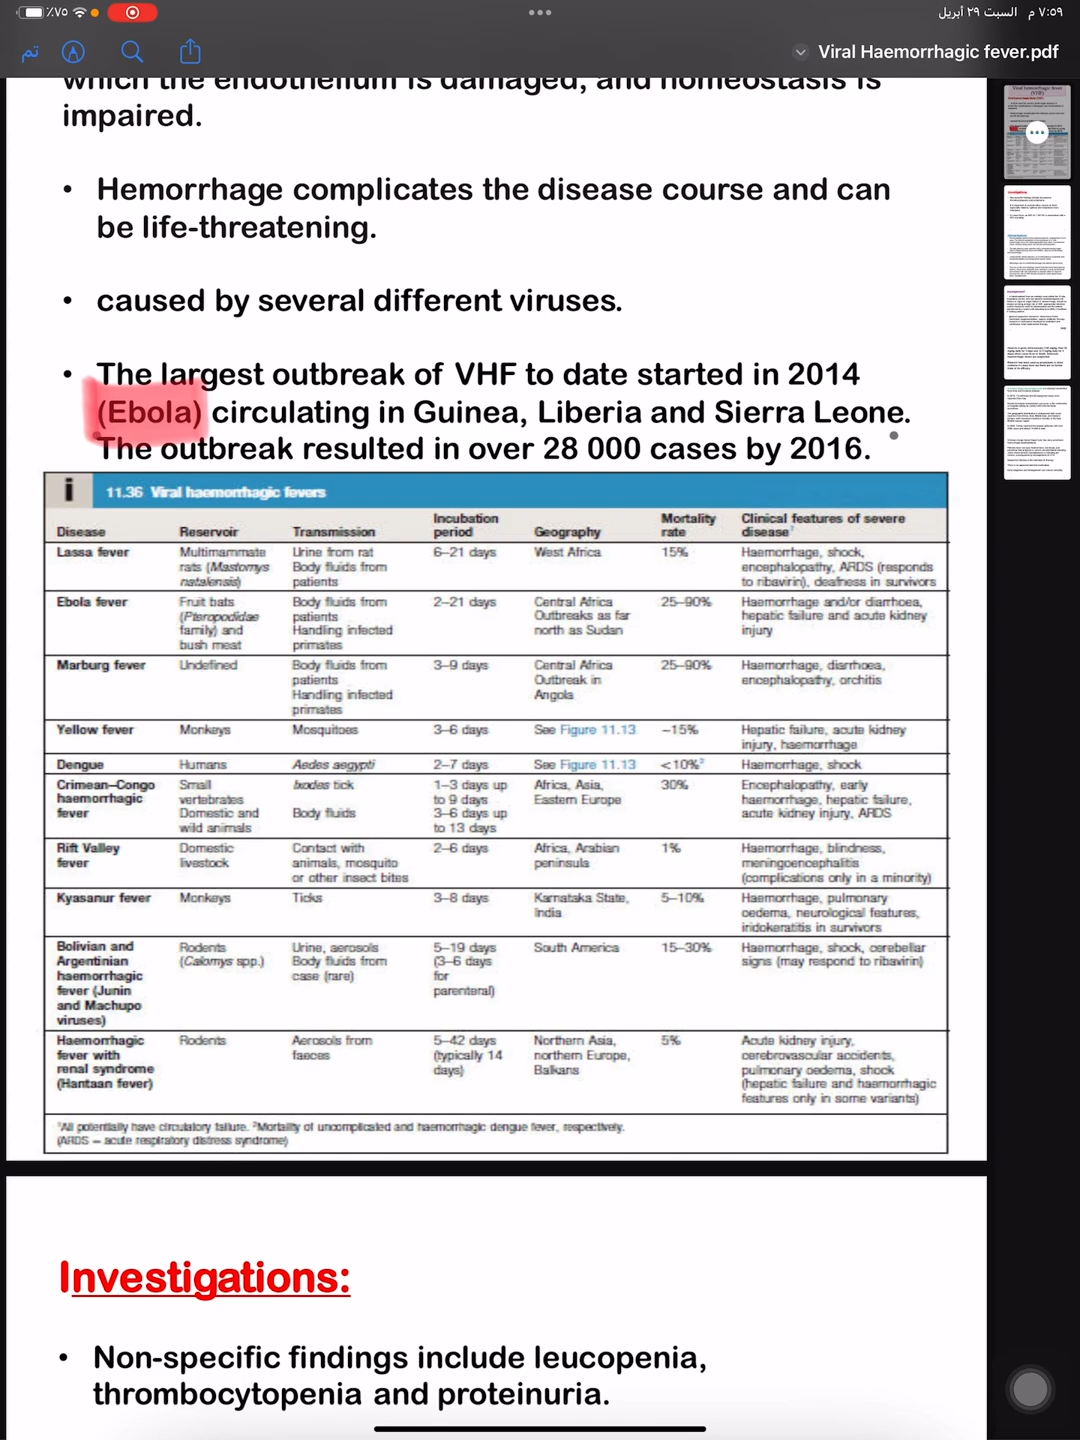 ٪٧٥
٧:٥٩ م السبت ٢٩ أبريل
تم
Viral Haemorrhagic fever.pdf
which the endothelium is damaged, and homeostasis is
impaired.
• Hemorrhage complicates the disease course and can
be life-threatening.
• caused by several different viruses.
• The largest outbreak of VHF to date started in 2014
(Ebola) circulating in Guinea, Liberia and Sierra Leone.
The outbreak resulted in over 28 000 cases by 2016.
i 11.36 Viral haemorrhagic fevers
Disease Reservoir Transmission Incubation period Geography Mortality rate Clinical features of severe disease¹
Lassa fever Multimammate rats (Mastomys natalensis) Urine from rat Body fluids from patients 6–21 days West Africa 15% Haemorrhage, shock, encephalopathy, ARDS (responds to ribavirin), deafness in survivors
Ebola fever Fruit bats (Pteropodidae family) and bush meat Body fluids from patients Handling infected primates 2–21 days Central Africa Outbreaks as far north as Sudan 25–90% Haemorrhage and/or diarrhoea, hepatic failure and acute kidney injury
Marburg fever Undefined Body fluids from patients Handling infected primates 3–9 days Central Africa Outbreak in Angola 25–90% Haemorrhage, diarrhoea, encephalopathy, orchitis
Yellow fever Monkeys Mosquitoes 3–6 days See Figure 11.13 ~15% Hepatic failure, acute kidney injury, haemorrhage
Dengue Humans Aedes aegypti 2–7 days See Figure 11.13 <10%² Haemorrhage, shock
Crimean–Congo haemorrhagic fever Small vertebrates Domestic and wild animals Ixodes tick Body fluids 1–3 days up to 9 days 3–6 days up to 13 days Africa, Asia, Eastern Europe 30% Encephalopathy, early haemorrhage, hepatic failure, acute kidney injury, ARDS
Rift Valley fever Domestic livestock Contact with animals, mosquito or other insect bites 2–6 days Africa, Arabian peninsula 1% Haemorrhage, blindness, meningoencephalitis (complications only in a minority)
Kyasanur fever Monkeys Ticks 3–8 days Karnataka State, India 5–10% Haemorrhage, pulmonary oedema, neurological features, iridokeratitis in survivors
Bolivian and Argentinian haemorrhagic fever (Junin and Machupo viruses) Rodents (Calomys spp.) Urine, aerosols Body fluids from case (rare) 5–19 days (3–6 days for parenteral) South America 15–30% Haemorrhage, shock, cerebellar signs (may respond to ribavirin)
Haemorrhagic fever with renal syndrome (Hantaan fever) Rodents Aerosols from faeces 5–42 days (typically 14 days) Northern Asia, northern Europe, Balkans 5% Acute kidney injury, cerebrovascular accidents, pulmonary oedema, shock (hepatic failure and haemorrhagic features only in some variants)
¹All potentially have circulatory failure. ²Mortality of uncomplicated and haemorrhagic dengue fever, respectively.
(ARDS = acute respiratory distress syndrome)
Investigations:
• Non-specific findings include leucopenia,
thrombocytopenia and proteinuria.